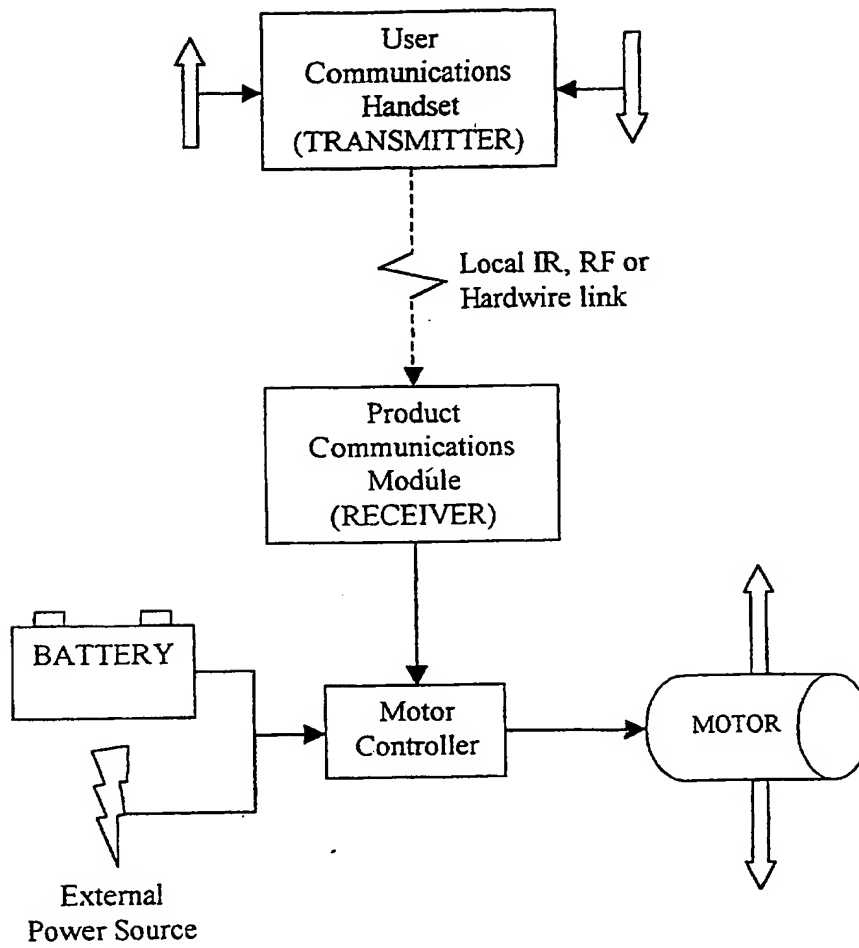 User
Communications
Handset
(TRANSMITTER)
Local IR, RF or
Hardwire link
Product
Communications
Module
(RECEIVER)
BATTERY
Motor
Controller
MOTOR
External
Power Source